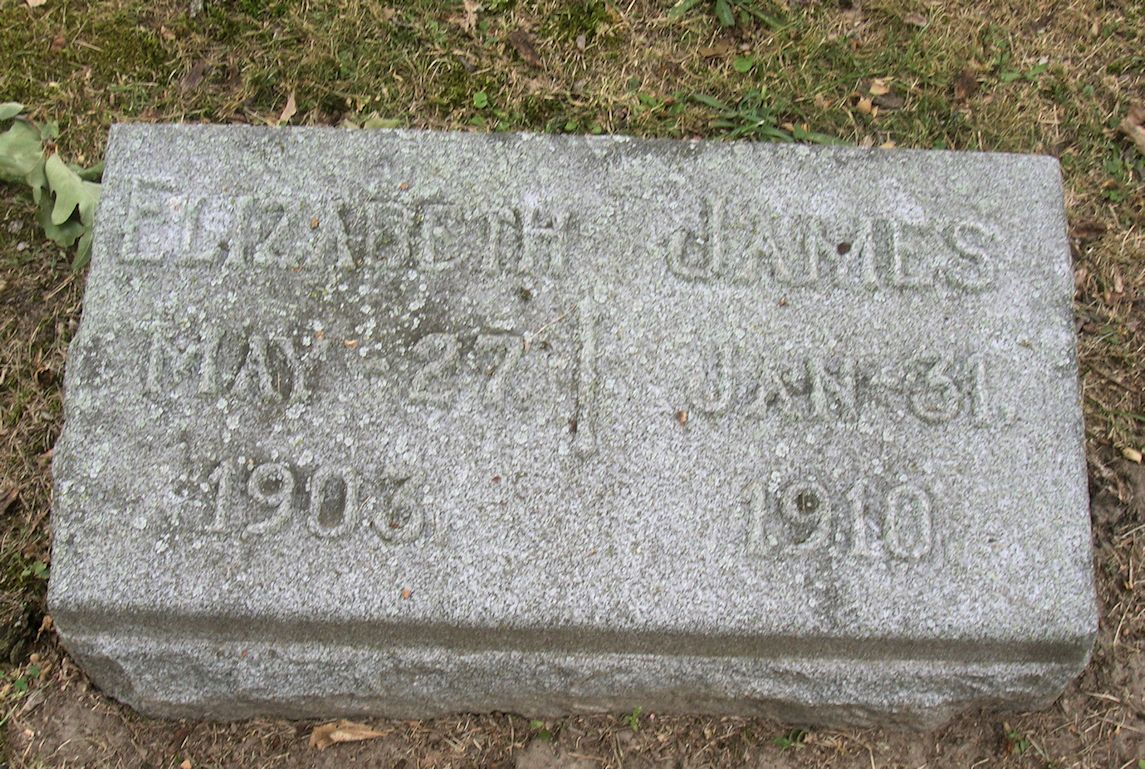 ELIZABETH JAMES
MAY 27 JAN 31.
1903 1910